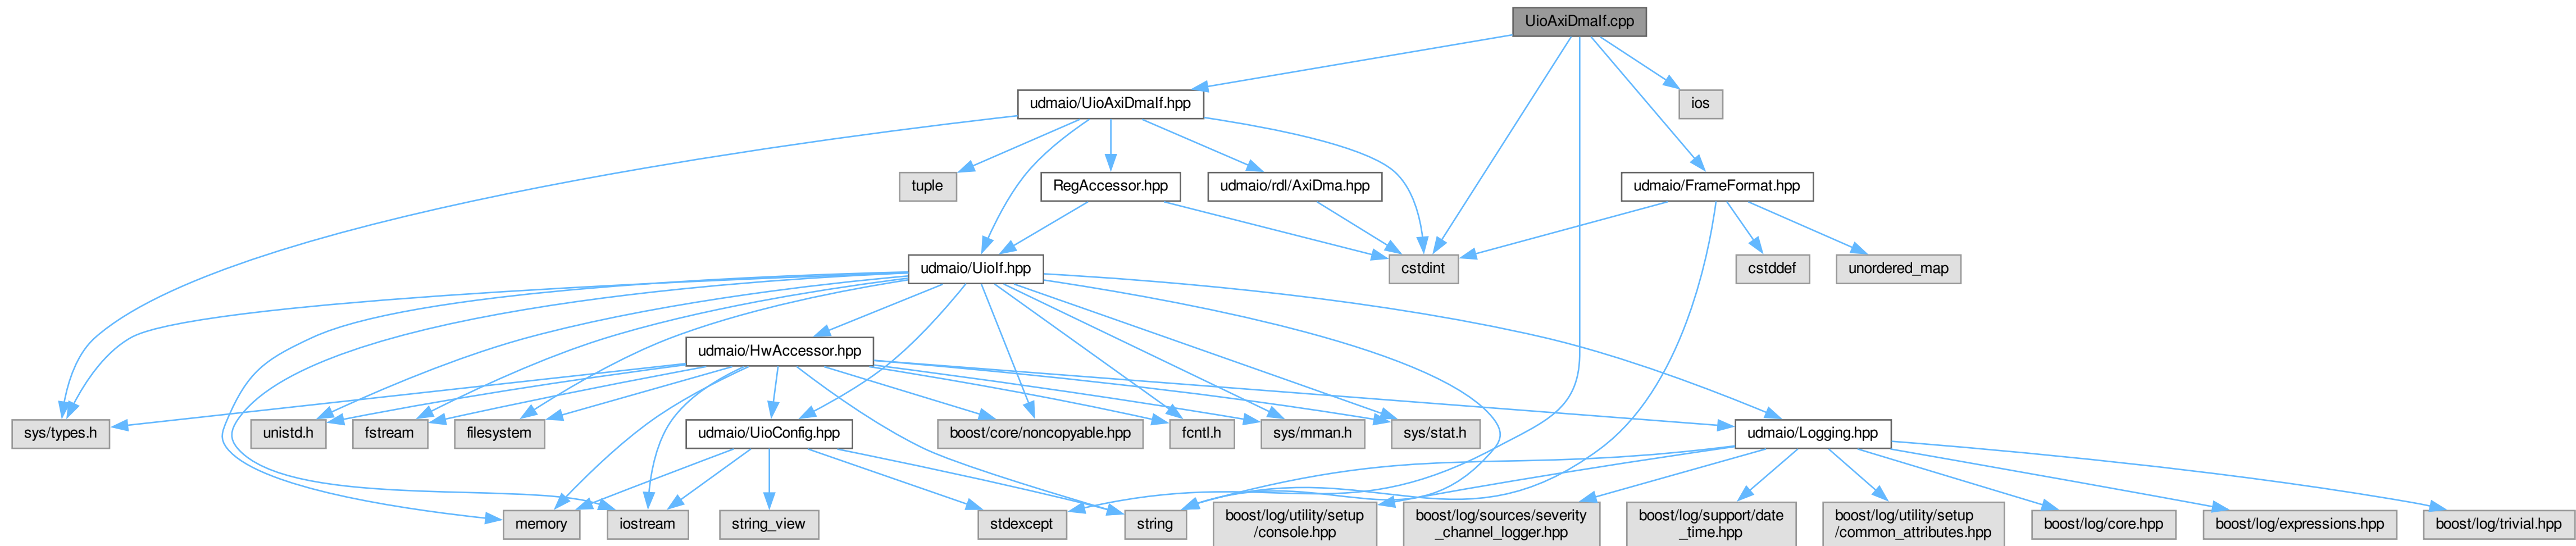 UioAxiDmaIf.cpp
udmaio/UioAxiDmaIf.hpp
ios
tuple
RegAccessor.hpp
udmaio/rdl/AxiDma.hpp
udmaio/FrameFormat.hpp
udmaio/UioIf.hpp
cstdint
cstddef
unordered_map
udmaio/HwAccessor.hpp
sys/types.h
unistd.h
fstream
filesystem
udmaio/UioConfig.hpp
boost/core/noncopyable.hpp
fcntl.h
sys/mman.h
sys/stat.h
udmaio/Logging.hpp
memory
iostream
string_view
stdexcept
string
boost/log/utility/setup
/console.hpp
boost/log/sources/severity
_channel_logger.hpp
boost/log/support/date
_time.hpp
boost/log/utility/setup
/common_attributes.hpp
boost/log/core.hpp
boost/log/expressions.hpp
boost/log/trivial.hpp